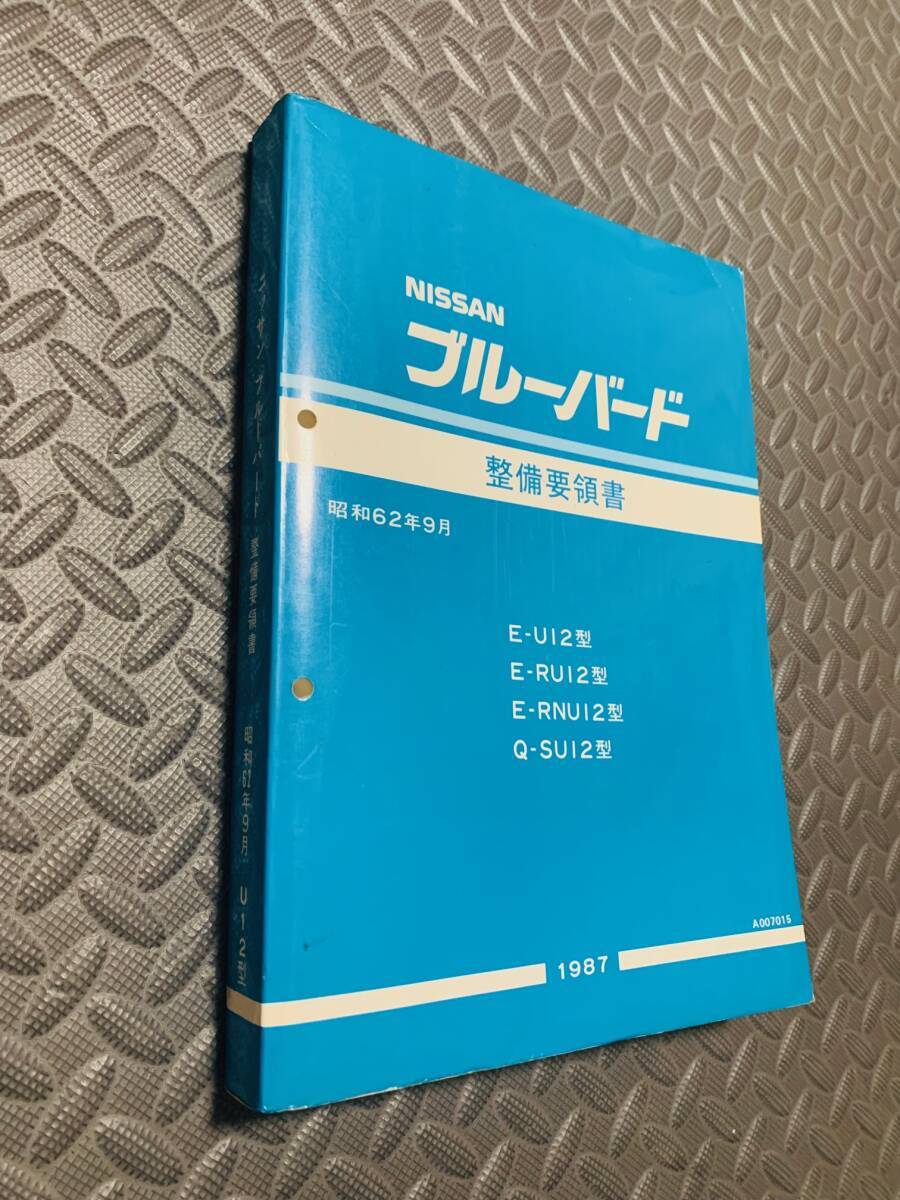 NISSAN
ブルーバード
整備要領書
昭和62年9月
E-U12型
E-RU12型
E-RNU12型
Q-SU12型
A007015
1987
ニッサン ブルーバード 整備要領書 昭和62年9月 U12型